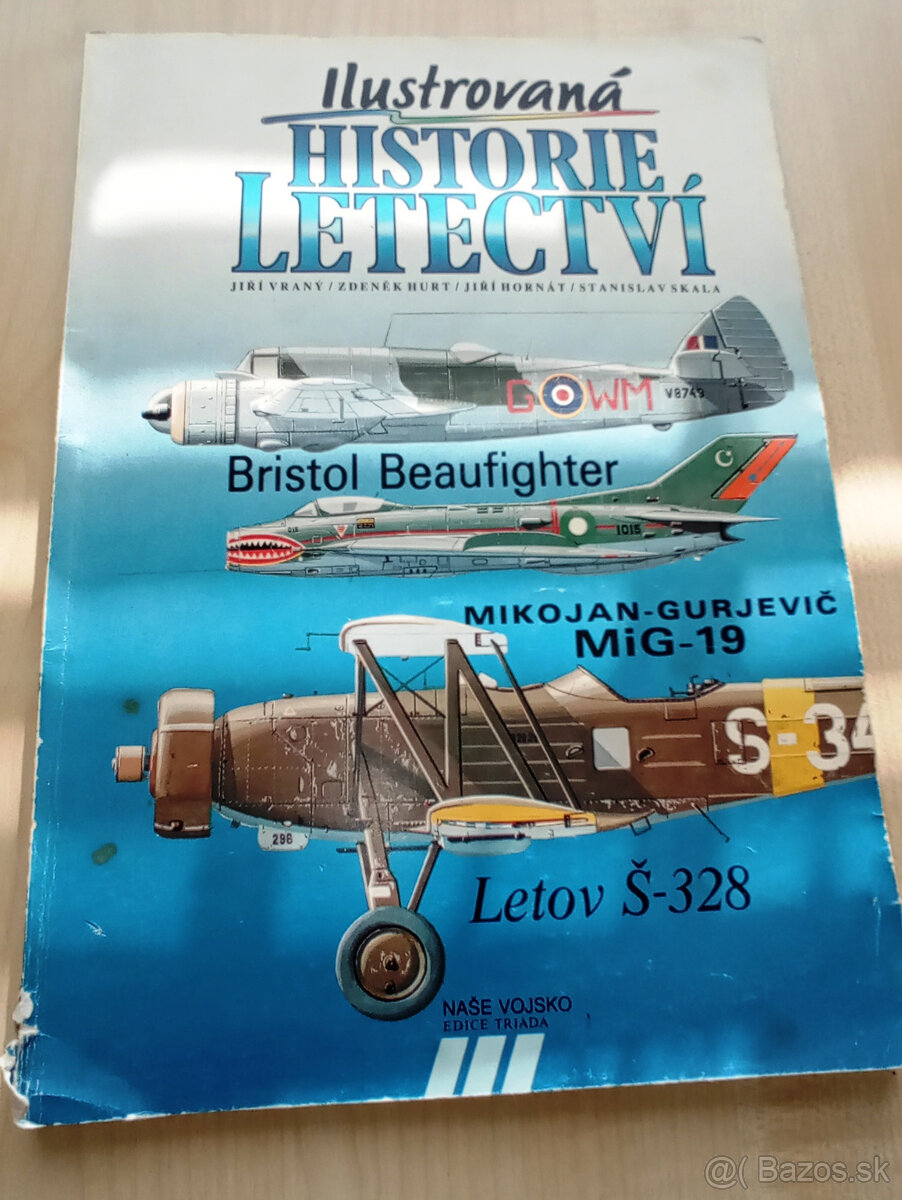 Ilustrovaná
HISTORIE
LETECTVÍ
JIŘÍ VRANÝ / ZDENĚK HURT / JIŘÍ HORNÁT / STANISLAV SKALA
G WM
V8743
Bristol Beaufighter
1015
MIKOJAN-GURJEVIČ
MiG-19
S-34
296
Letov Š-328
NAŠE VOJSKO
EDICE TRIÁDA
@( Bazos.sk